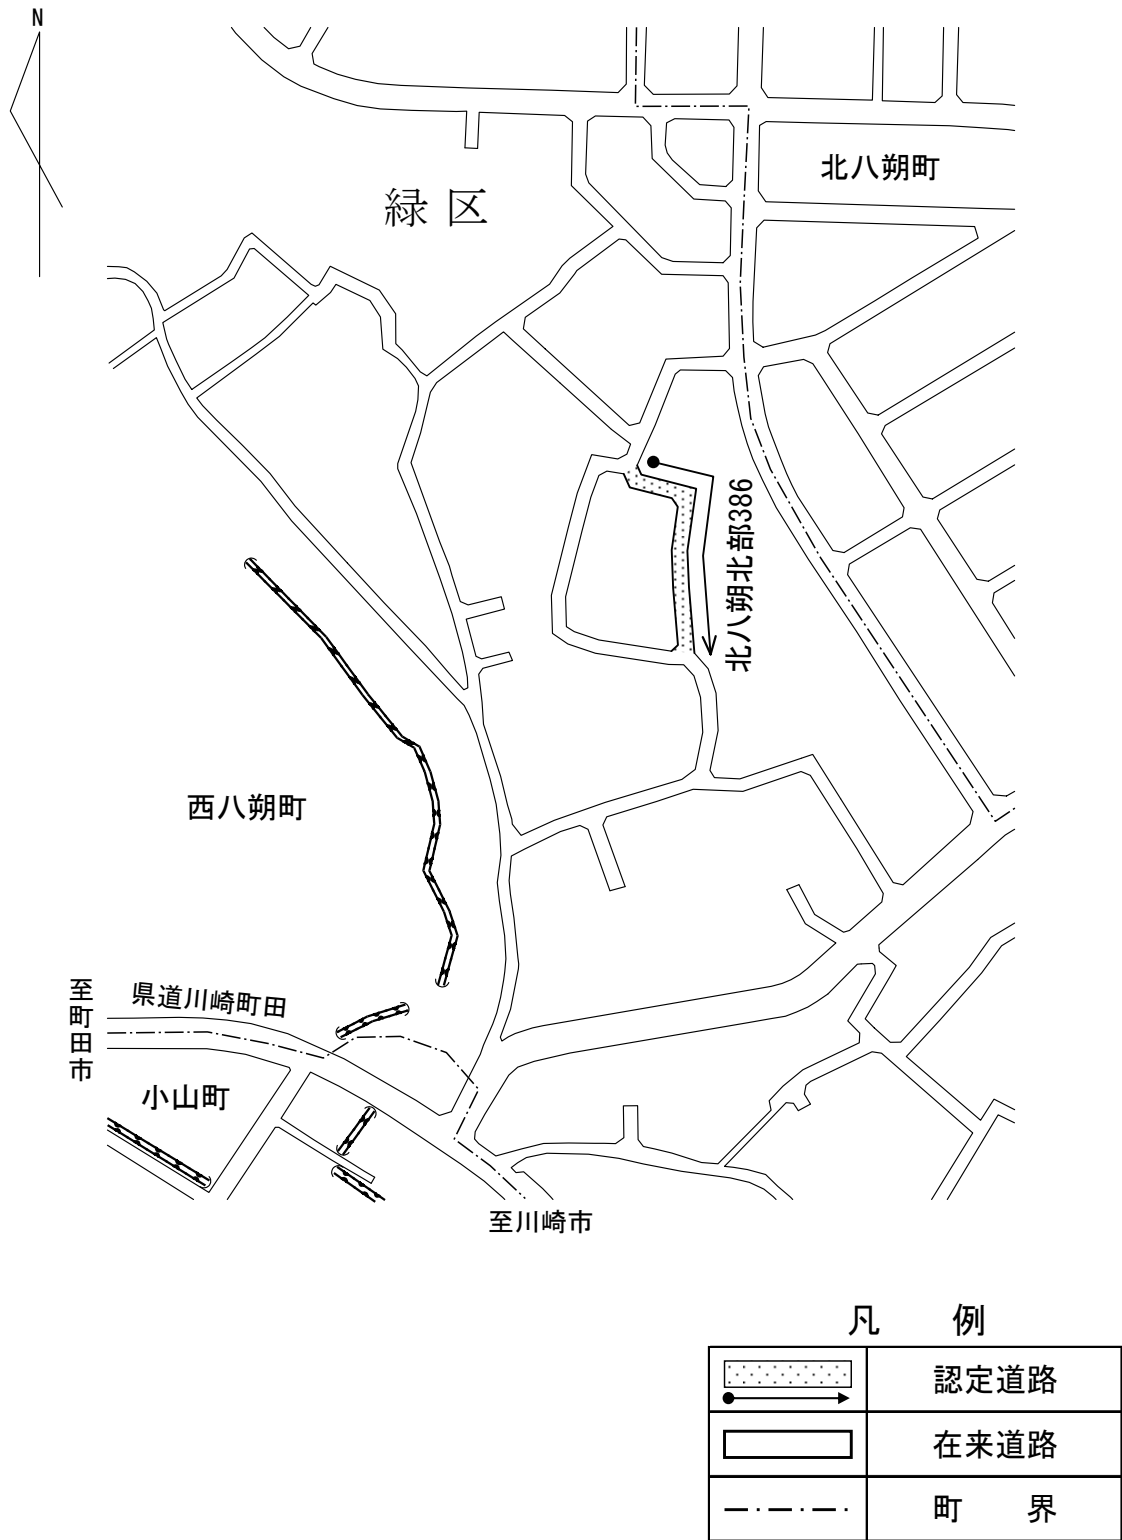 N
北八朔町
緑区
北八朔北部386
西八朔町
県道川崎町田
至町田市
小山町
至川崎市
凡　例
認定道路
在来道路
町　界